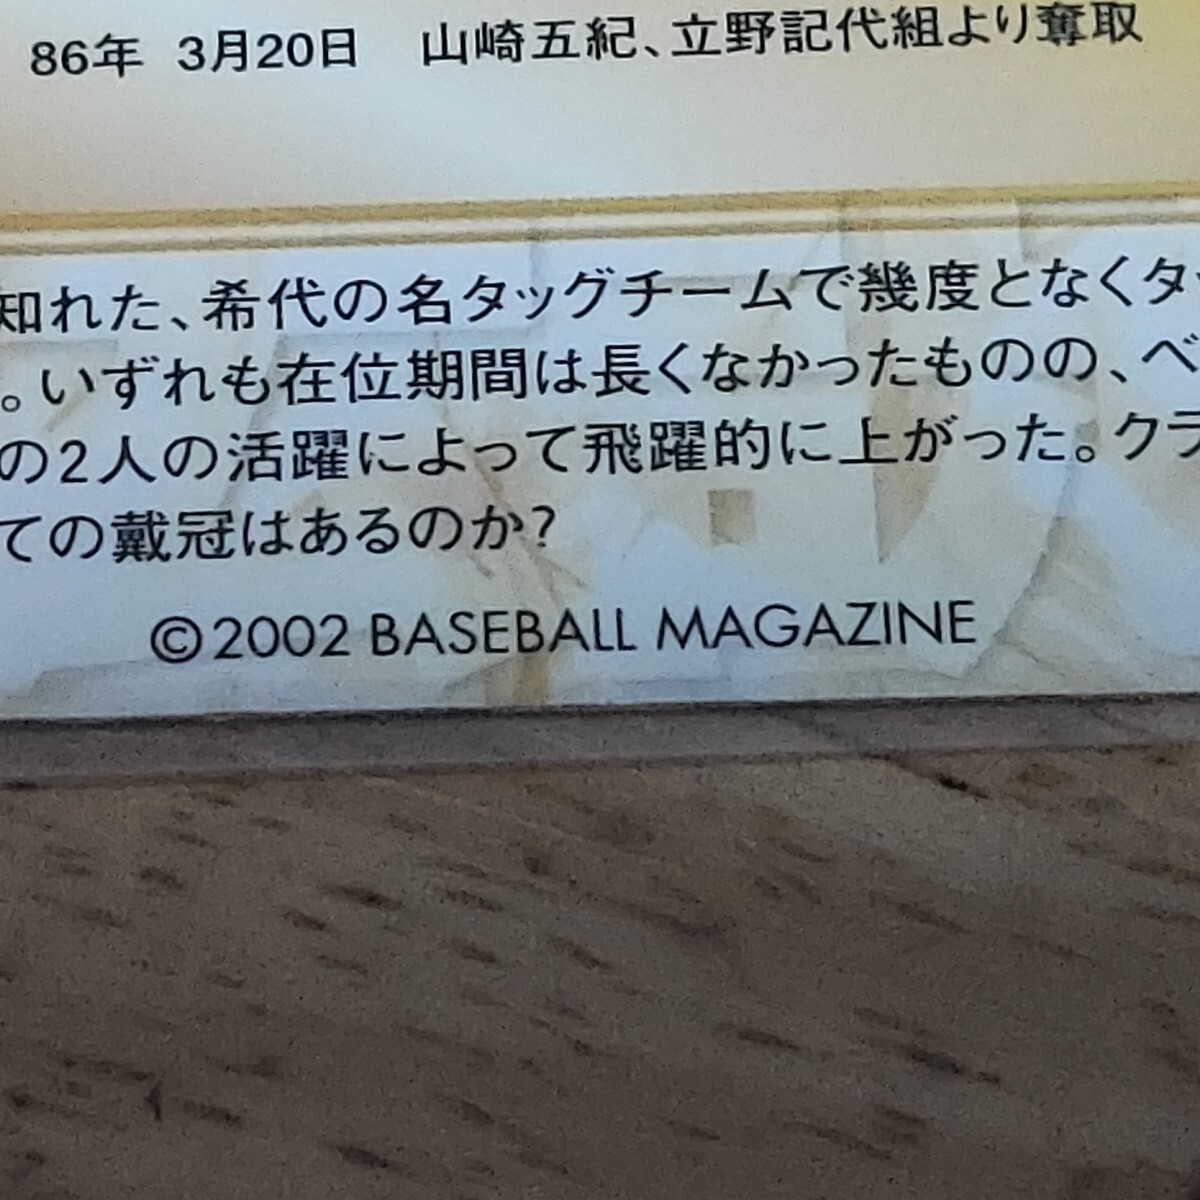 86年 3月20日 山崎五紀、立野記代組より奪取
知れた、希代の名タッグチームで幾度となくタッ
。いずれも在位期間は長くなかったものの、ベ
の2人の活躍によって飛躍的に上がった。クラ
ての戴冠はあるのか?
©2002 BASEBALL MAGAZINE